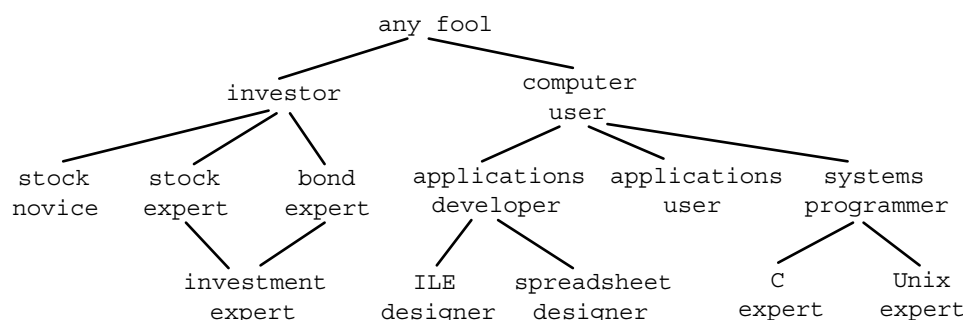 any fool
investor
computer
user
stock
novice
stock
expert
bond
expert
applications
developer
applications
user
systems
programmer
investment
expert
ILE
designer
spreadsheet
designer
C
expert
Unix
expert